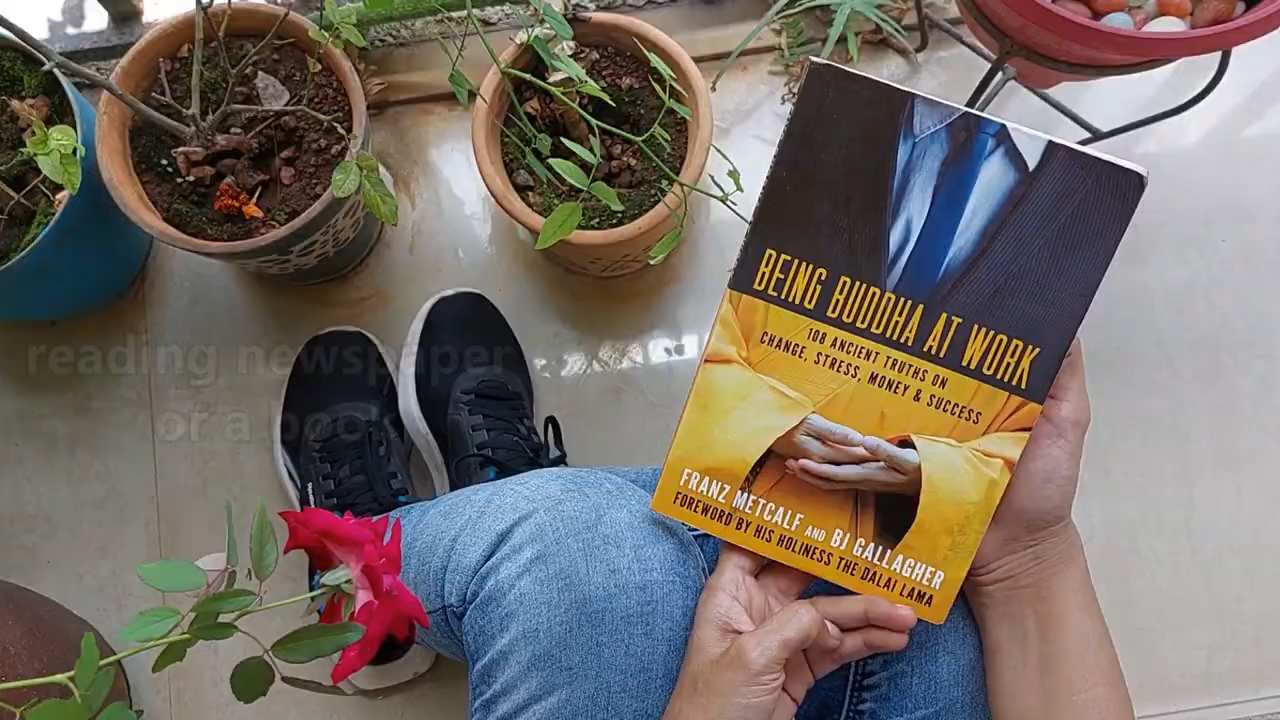 reading newspaper
or a book
BEING BUDDHA AT WORK
108 ANCIENT TRUTHS ON
CHANGE, STRESS, MONEY & SUCCESS
FRANZ METCALF AND BJ GALLAGHER
FOREWORD BY HIS HOLINESS THE DALAI LAMA